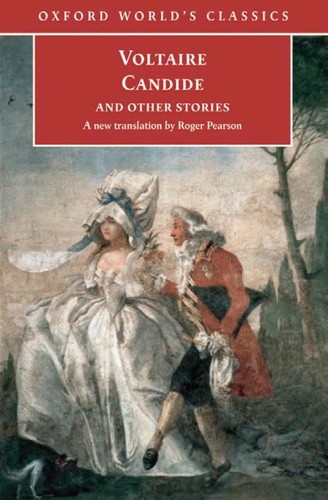 OXFORD WORLD'S CLASSICS
VOLTAIRE
CANDIDE
AND OTHER STORIES
A new translation by Roger Pearson